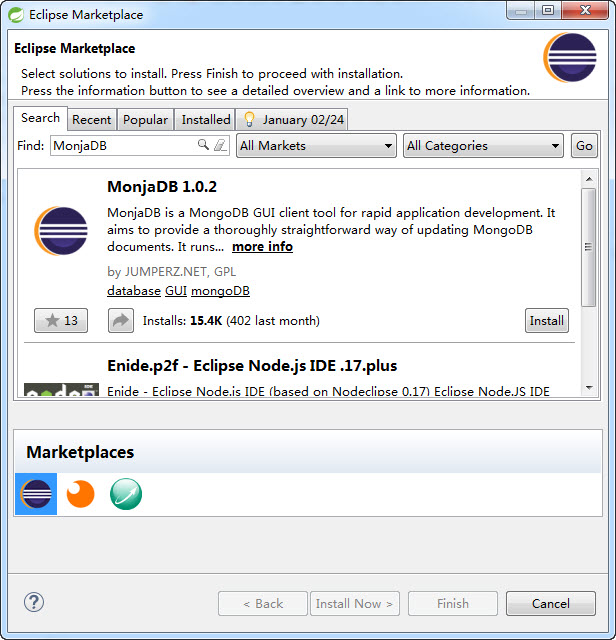 Eclipse Marketplace
Eclipse Marketplace
Select solutions to install. Press Finish to proceed with installation.
Press the information button to see a detailed overview and a link to more information.
Search Recent Popular Installed January 02/24
Find: MonjaDB All Markets All Categories Go
MonjaDB 1.0.2
MonjaDB is a MongoDB GUI client tool for rapid application development. It
aims to provide a thoroughly straightforward way of updating MongoDB
documents. It runs... more info
by JUMPERZ.NET, GPL
database GUI mongoDB
13 Installs: 15.4K (402 last month) Install
Enide.p2f - Eclipse Node.js IDE .17.plus
Enide - Eclipse Node.js IDE (based on Nodeclipse 0.17) Eclipse Node.JS IDE
Marketplaces
? < Back Install Now > Finish Cancel